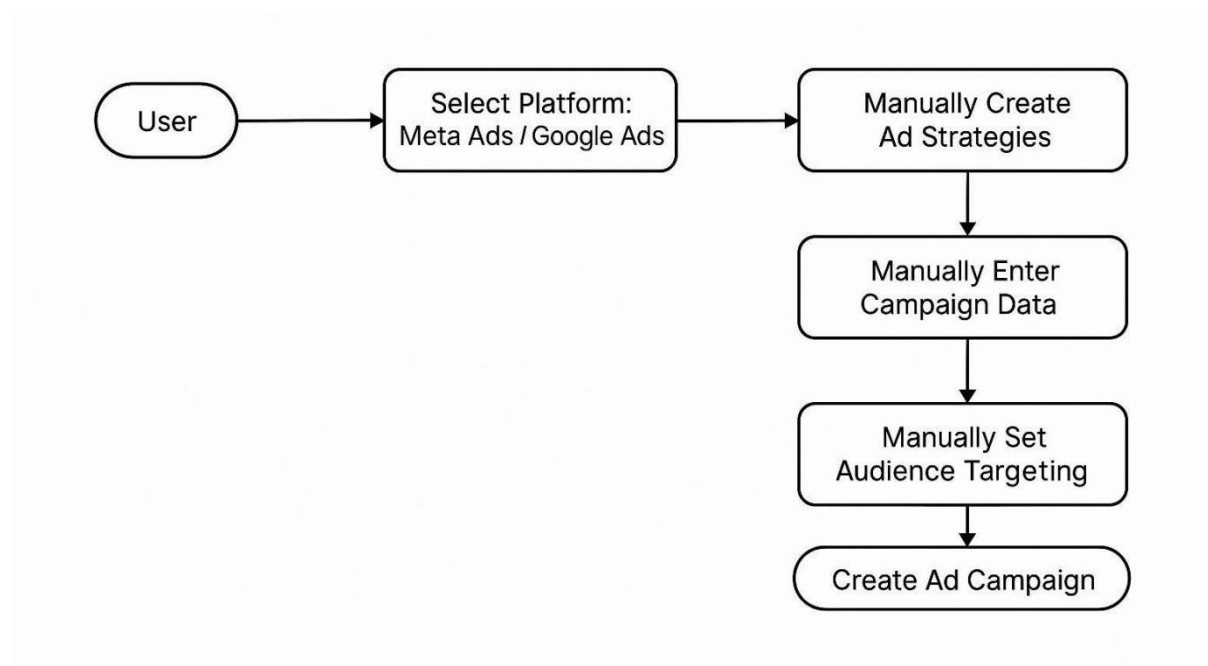 User
Select Platform:
Meta Ads / Google Ads
Manually Create
Ad Strategies
Manually Enter
Campaign Data
Manually Set
Audience Targeting
Create Ad Campaign